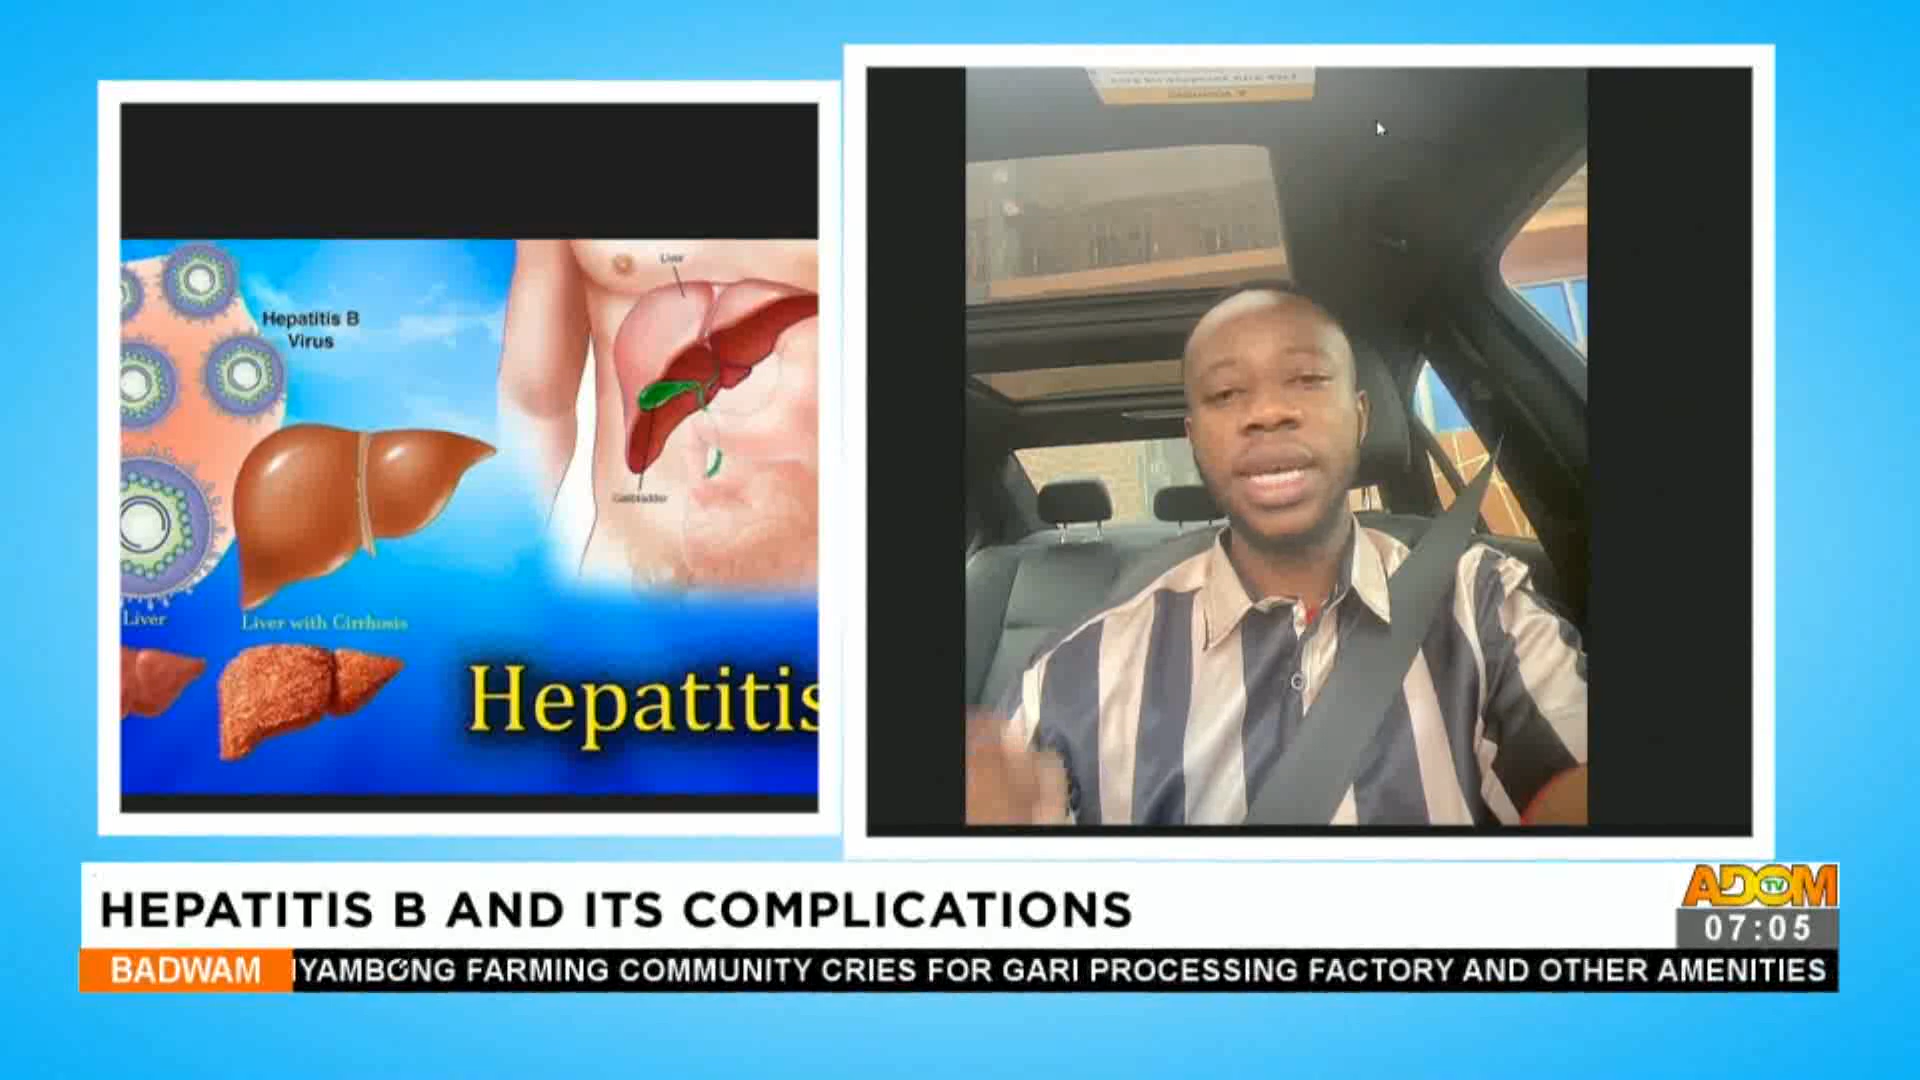 Hepatitis B
Virus
Liver
Gallbladder
Liver
Liver with Cirrhosis
Hepatitis
HEPATITIS B AND ITS COMPLICATIONS
ADOM
TV
07:05
BADWAM
IYAMBONG FARMING COMMUNITY CRIES FOR GARI PROCESSING FACTORY AND OTHER AMENITIES